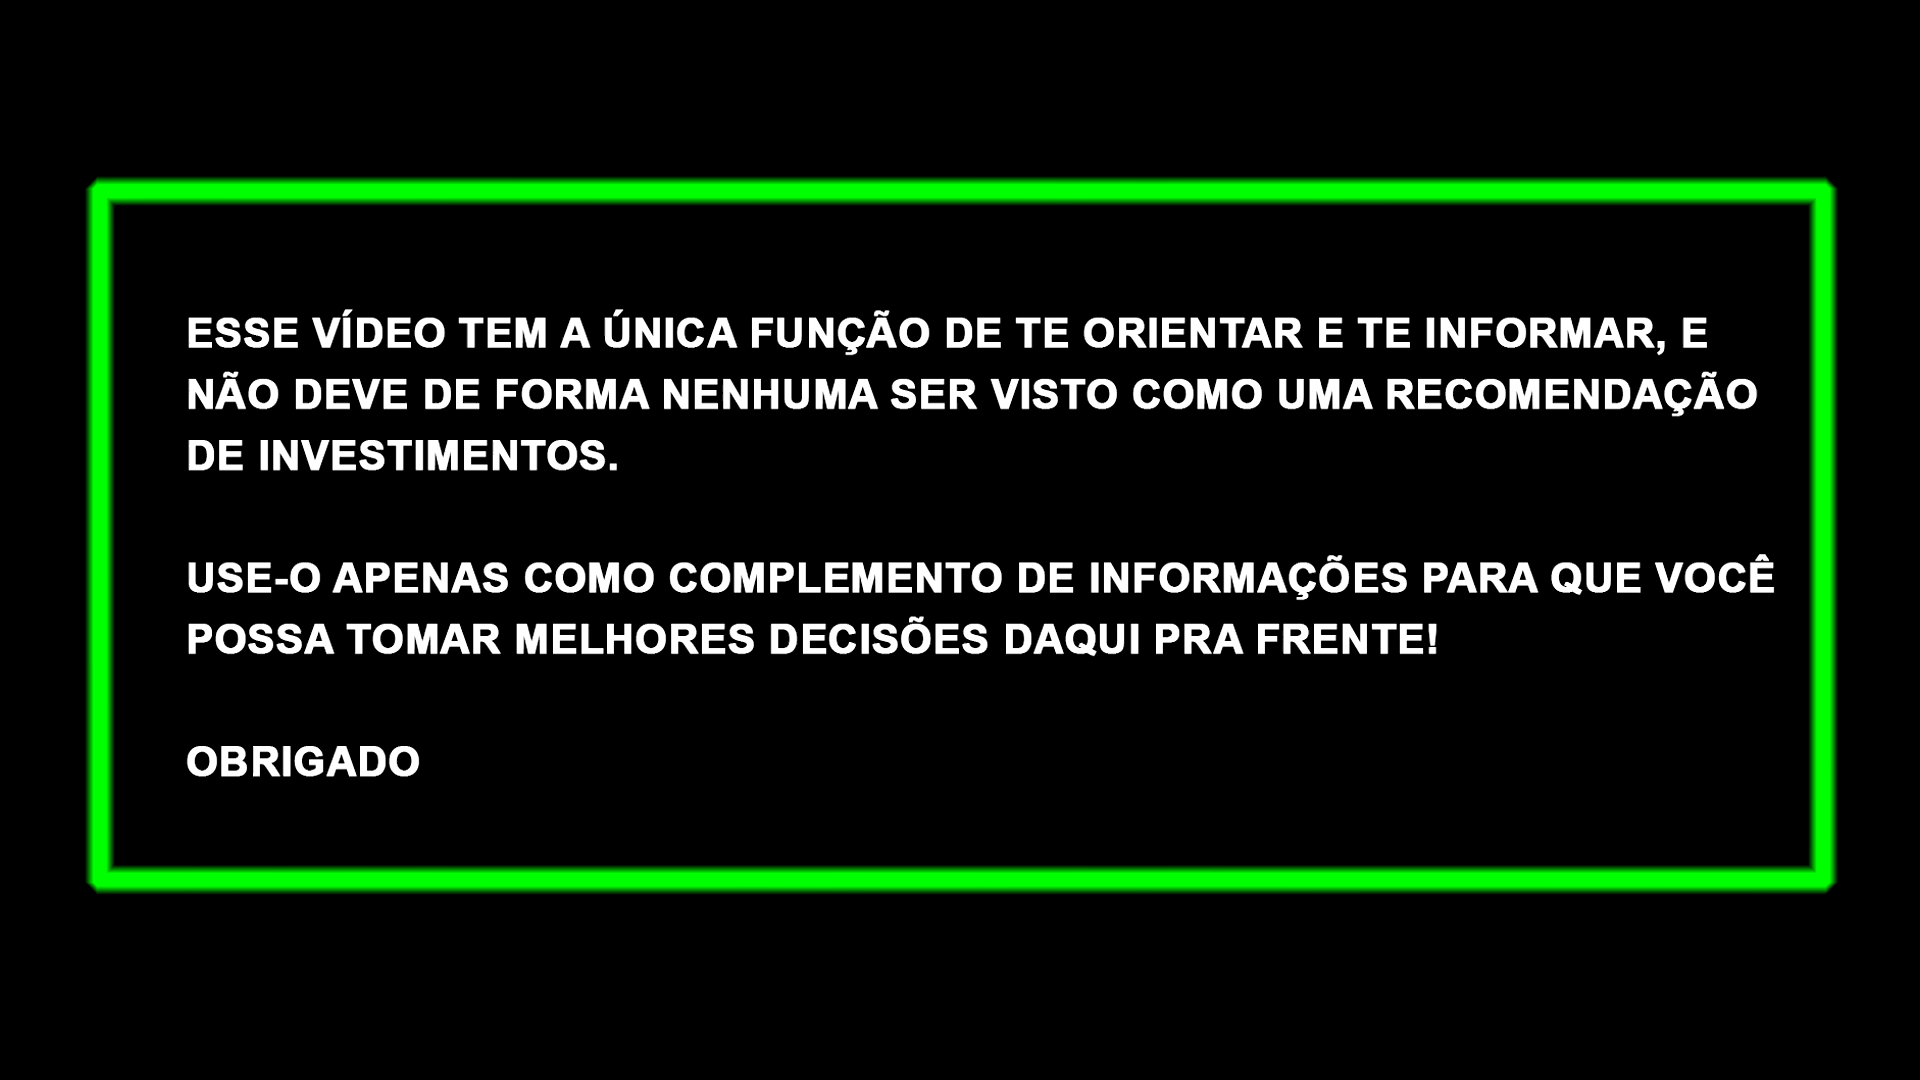 ESSE VÍDEO TEM A ÚNICA FUNÇÃO DE TE ORIENTAR E TE INFORMAR, E
NÃO DEVE DE FORMA NENHUMA SER VISTO COMO UMA RECOMENDAÇÃO
DE INVESTIMENTOS.
USE-O APENAS COMO COMPLEMENTO DE INFORMAÇÕES PARA QUE VOCÊ
POSSA TOMAR MELHORES DECISÕES DAQUI PRA FRENTE!
OBRIGADO